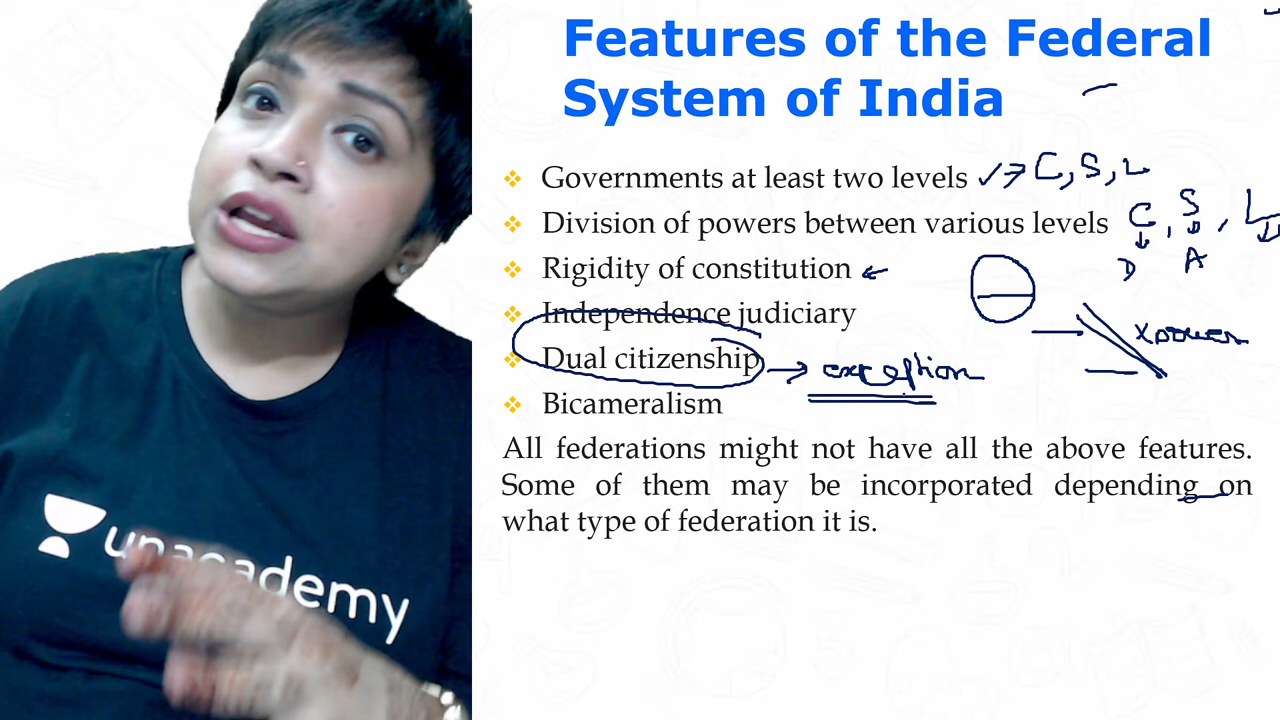 Features of the Federal
System of India
Governments at least two levels ✓→ C, S, L
Division of powers between various levels C, S, L
D A
Rigidity of constitution ←
Independence judiciary
Dual citizenship → exception
Bicameralism
All federations might not have all the above features.
Some of them may be incorporated depending on
what type of federation it is.
unacademy